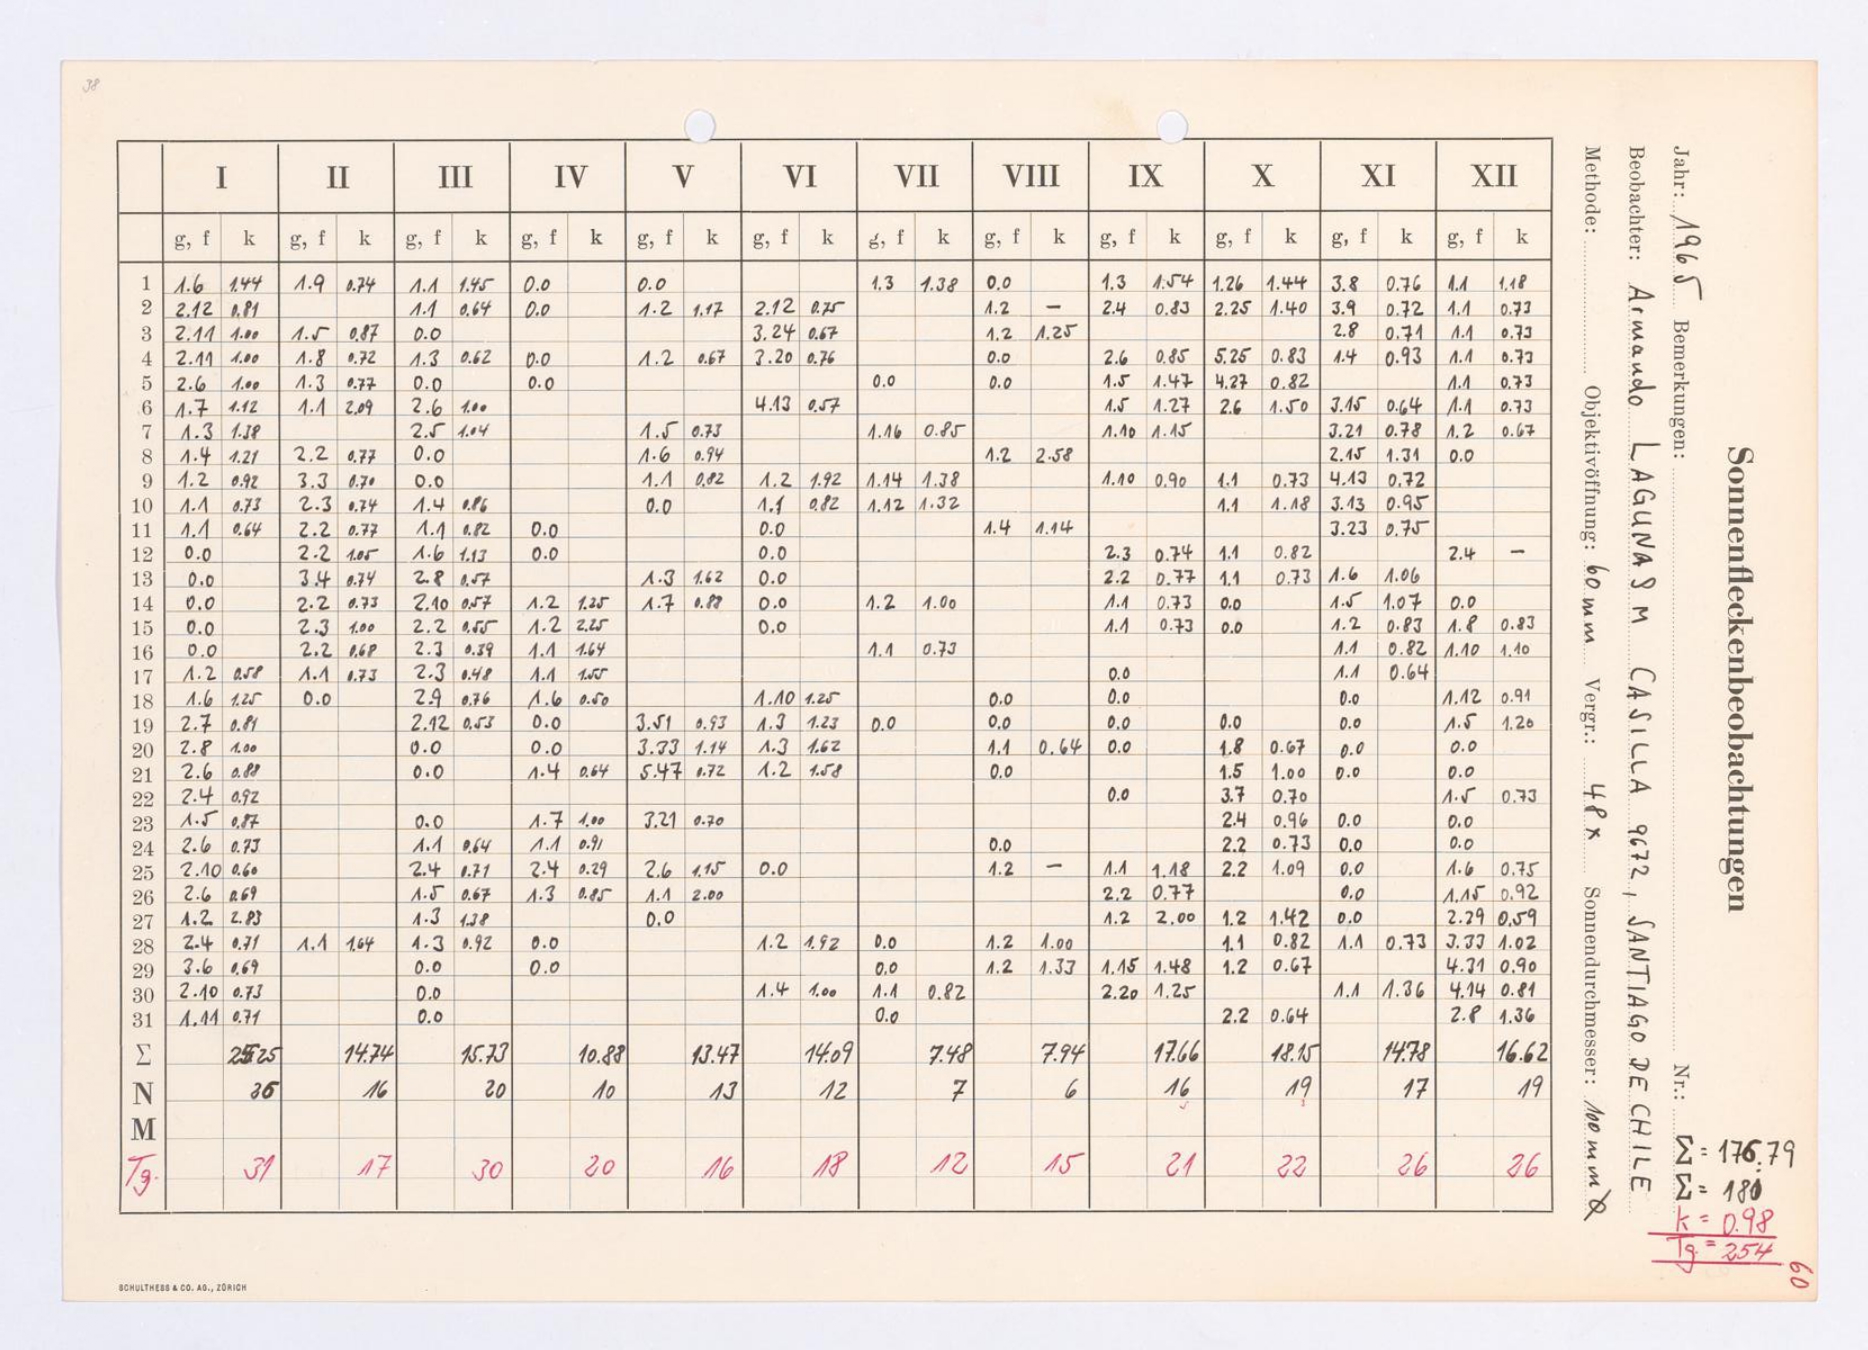 38
I II III IV V VI VII VIII IX X XI XII
g, f k g, f k g, f k g, f k g, f k g, f k g, f k g, f k g, f k g, f k g, f k g, f k
1 1.6 1.44 1.9 0.74 1.1 1.45 0.0 0.0 1.3 1.38 0.0 1.3 1.54 1.26 1.44 3.8 0.76 1.1 1.18
2 2.12 0.81 1.1 0.64 0.0 1.2 1.17 2.12 0.75 1.2 — 2.4 0.83 2.25 1.40 3.9 0.72 1.1 0.73
3 2.11 1.00 1.5 0.87 0.0 3.24 0.67 1.2 1.25 2.8 0.71 1.1 0.73
4 2.11 1.00 1.8 0.72 1.3 0.62 0.0 1.2 0.67 3.20 0.76 0.0 2.6 0.85 5.25 0.83 1.4 0.93 1.1 0.73
5 2.6 1.00 1.3 0.77 0.0 0.0 0.0 0.0 1.5 1.47 4.27 0.82 1.1 0.73
6 1.7 1.12 1.1 2.09 2.6 1.00 4.13 0.57 1.5 1.27 2.6 1.50 3.15 0.64 1.1 0.73
7 1.3 1.38 2.5 1.04 1.5 0.73 1.16 0.85 1.10 1.15 3.21 0.78 1.2 0.67
8 1.4 1.21 2.2 0.77 0.0 1.6 0.94 1.2 2.58 2.15 1.31 0.0
9 1.2 0.92 3.3 0.70 0.0 1.1 0.82 1.2 1.92 1.14 1.38 1.10 0.90 1.1 0.73 4.13 0.72
10 1.1 0.73 2.3 0.74 1.4 0.86 0.0 1.1 0.82 1.12 1.32 1.1 1.18 3.13 0.95
11 1.1 0.64 2.2 0.77 1.1 0.82 0.0 0.0 1.4 1.14 3.23 0.75
12 0.0 2.2 1.05 1.6 1.13 0.0 0.0 2.3 0.74 1.1 0.82 2.4 —
13 0.0 3.4 0.74 2.8 0.57 1.3 1.62 0.0 2.2 0.77 1.1 0.73 1.6 1.06
14 0.0 2.2 0.73 2.10 0.57 1.2 1.25 1.7 0.88 0.0 1.2 1.00 1.1 0.73 0.0 1.5 1.07 0.0
15 0.0 2.3 1.00 2.2 0.55 1.2 2.25 0.0 1.1 0.73 0.0 1.2 0.83 1.8 0.83
16 0.0 2.2 0.68 2.3 0.39 1.1 1.64 1.1 0.73 1.1 0.82 1.10 1.10
17 1.2 0.58 1.1 0.73 2.3 0.48 1.1 1.55 0.0 1.1 0.64
18 1.6 1.25 0.0 2.9 0.76 1.6 0.50 1.10 1.25 0.0 0.0 0.0 1.12 0.91
19 2.7 0.81 2.12 0.53 0.0 3.51 0.93 1.3 1.23 0.0 0.0 0.0 0.0 0.0 1.5 1.20
20 2.8 1.00 0.0 0.0 3.33 1.14 1.3 1.62 1.1 0.64 0.0 1.8 0.67 0.0 0.0
21 2.6 0.88 0.0 1.4 0.64 5.47 0.72 1.2 1.58 0.0 1.5 1.00 0.0 0.0
22 2.4 0.92 0.0 3.7 0.70 1.5 0.73
23 1.5 0.87 0.0 1.7 1.00 3.21 0.70 2.4 0.96 0.0 0.0
24 2.6 0.73 1.1 0.64 1.1 0.91 0.0 2.2 0.73 0.0 0.0
25 2.10 0.60 2.4 0.71 2.4 0.29 2.6 1.15 0.0 1.2 — 1.1 1.18 2.2 1.09 0.0 1.6 0.75
26 2.6 0.69 1.5 0.67 1.3 0.85 1.1 2.00 2.2 0.77 0.0 1.15 0.92
27 1.2 2.83 1.3 1.38 0.0 1.2 2.00 1.2 1.42 0.0 2.29 0.59
28 2.4 0.71 1.1 1.64 1.3 0.92 0.0 1.2 1.92 0.0 1.2 1.00 1.1 0.82 1.1 0.73 3.33 1.02
29 3.6 0.69 0.0 0.0 0.0 1.2 1.33 1.15 1.48 1.2 0.67 4.31 0.90
30 2.10 0.73 0.0 1.4 1.00 1.1 0.82 2.20 1.25 1.1 1.36 4.14 0.81
31 1.11 0.71 0.0 0.0 2.2 0.64 2.8 1.36
Σ 25.25 14.74 15.73 10.88 13.47 14.09 7.48 7.94 17.66 18.15 14.78 16.62
N 16 20 10 13 12 7 6 16 19 17 19
M
Tg. 31 17 30 20 16 18 12 15 21 22 26 26
SCHULTHESS & CO. AG., ZÜRICH
Sonnenfleckenbeobachtungen
Jahr: 1965 Bemerkungen: Nr.:
Beobachter: Armando LAGUNAS M CASILLA 9672, SANTIAGO DE CHILE
Methode: Objektivöffnung: 60 mm Vergr.: 48 x Sonnendurchmesser: 100 mm Ø
Σ = 176.79
Σ = 180
k = 0.98
Tg = 254
60